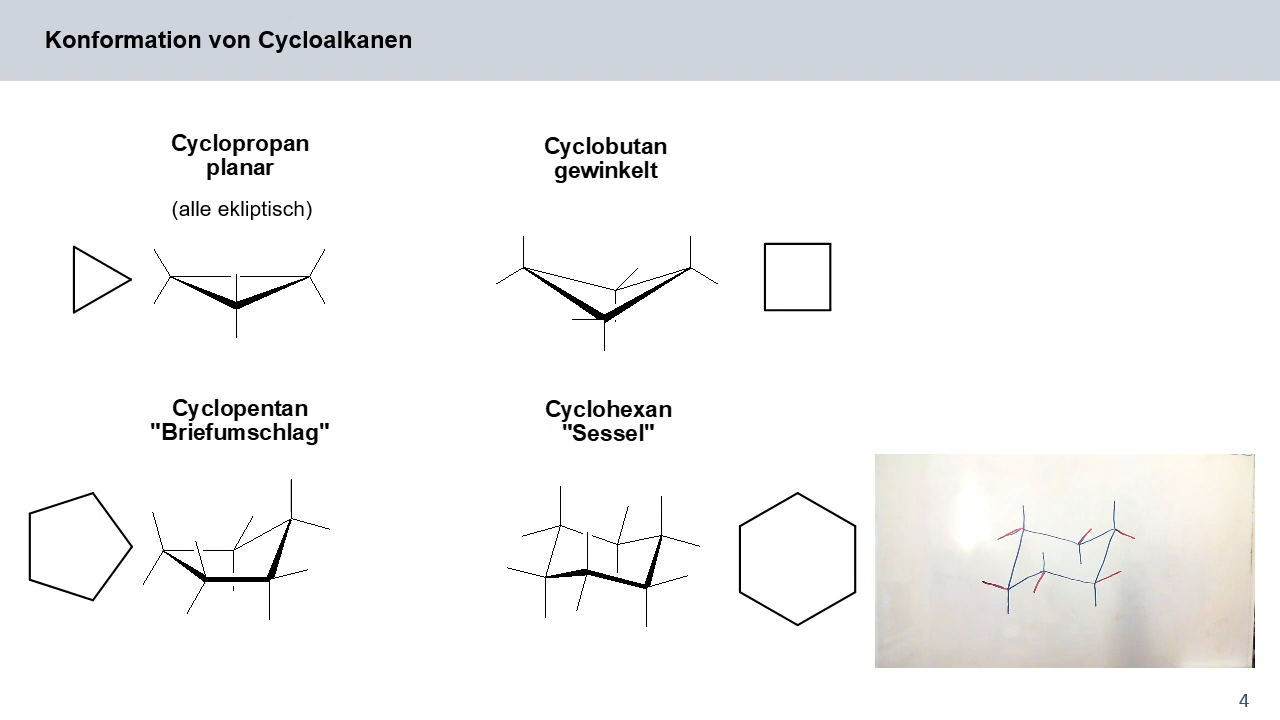 Konformation von Cycloalkanen
Cyclopropan
planar
(alle ekliptisch)
Cyclobutan
gewinkelt
Cyclopentan
"Briefumschlag"
Cyclohexan
"Sessel"
4